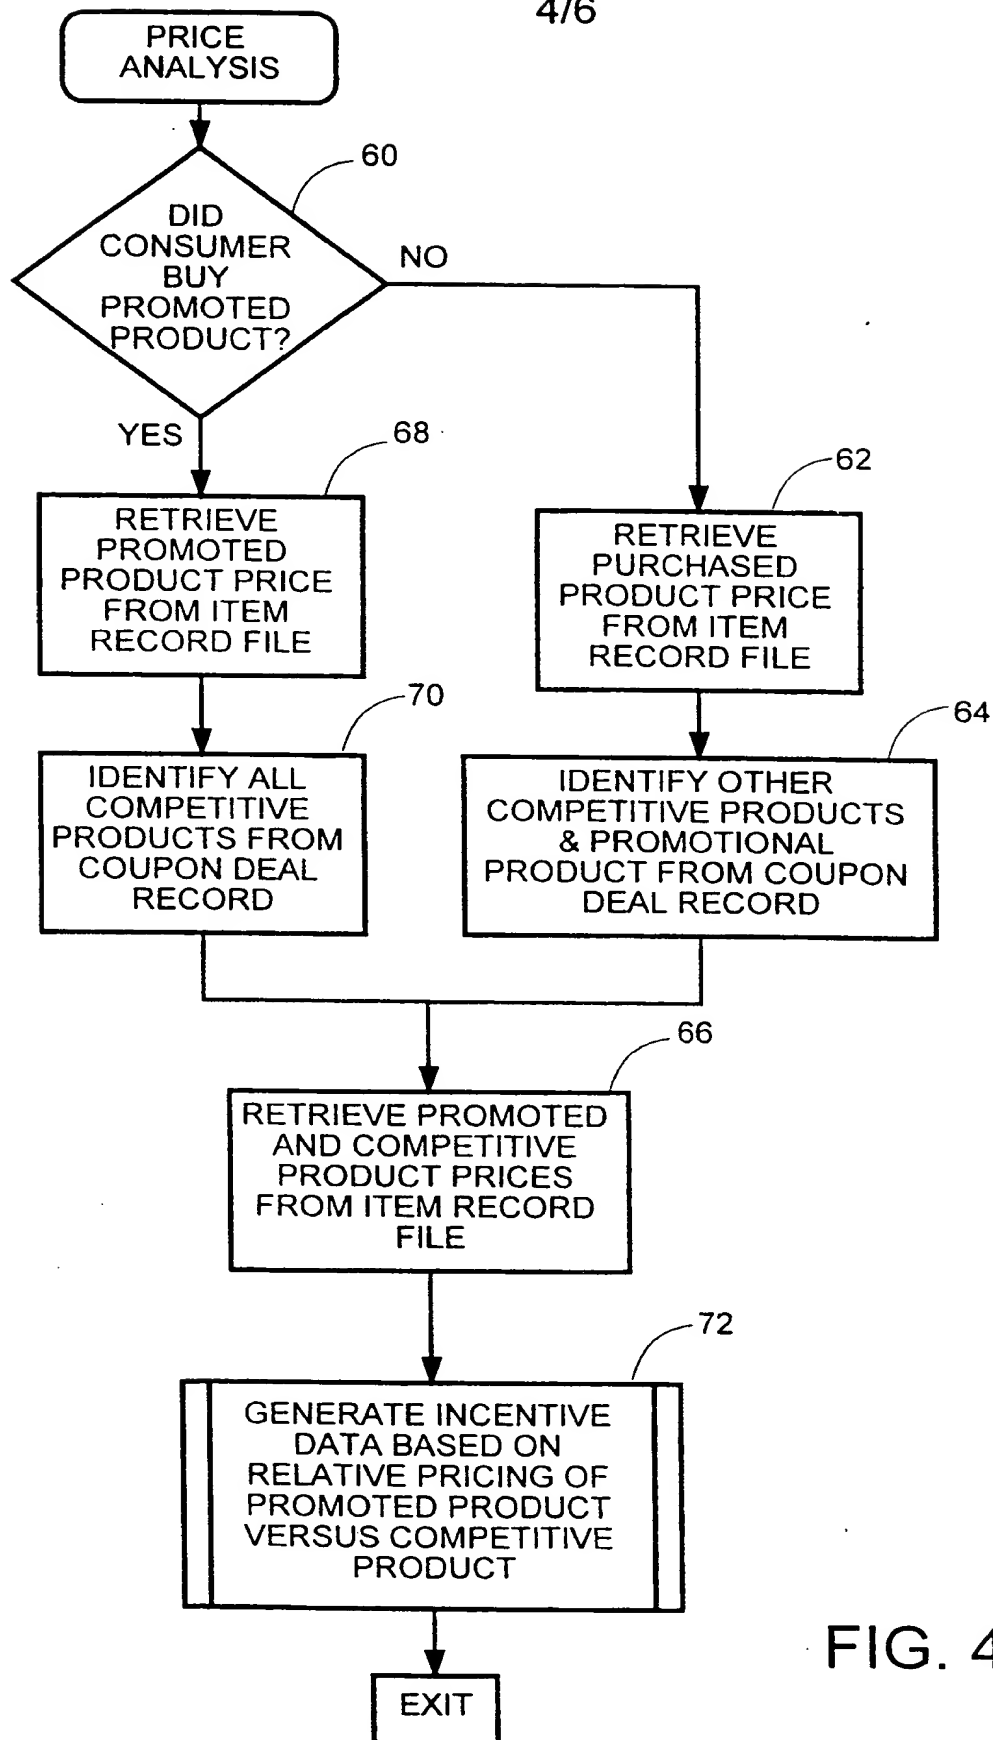 4/6
PRICE
ANALYSIS
60
DID
CONSUMER
BUY
PROMOTED
PRODUCT?
NO
YES
68
RETRIEVE
PROMOTED
PRODUCT PRICE
FROM ITEM
RECORD FILE
62
RETRIEVE
PURCHASED
PRODUCT PRICE
FROM ITEM
RECORD FILE
70
IDENTIFY ALL
COMPETITIVE
PRODUCTS FROM
COUPON DEAL
RECORD
64
IDENTIFY OTHER
COMPETITIVE PRODUCTS
& PROMOTIONAL
PRODUCT FROM COUPON
DEAL RECORD
66
RETRIEVE PROMOTED
AND COMPETITIVE
PRODUCT PRICES
FROM ITEM RECORD
FILE
72
GENERATE INCENTIVE
DATA BASED ON
RELATIVE PRICING OF
PROMOTED PRODUCT
VERSUS COMPETITIVE
PRODUCT
FIG. 4
EXIT